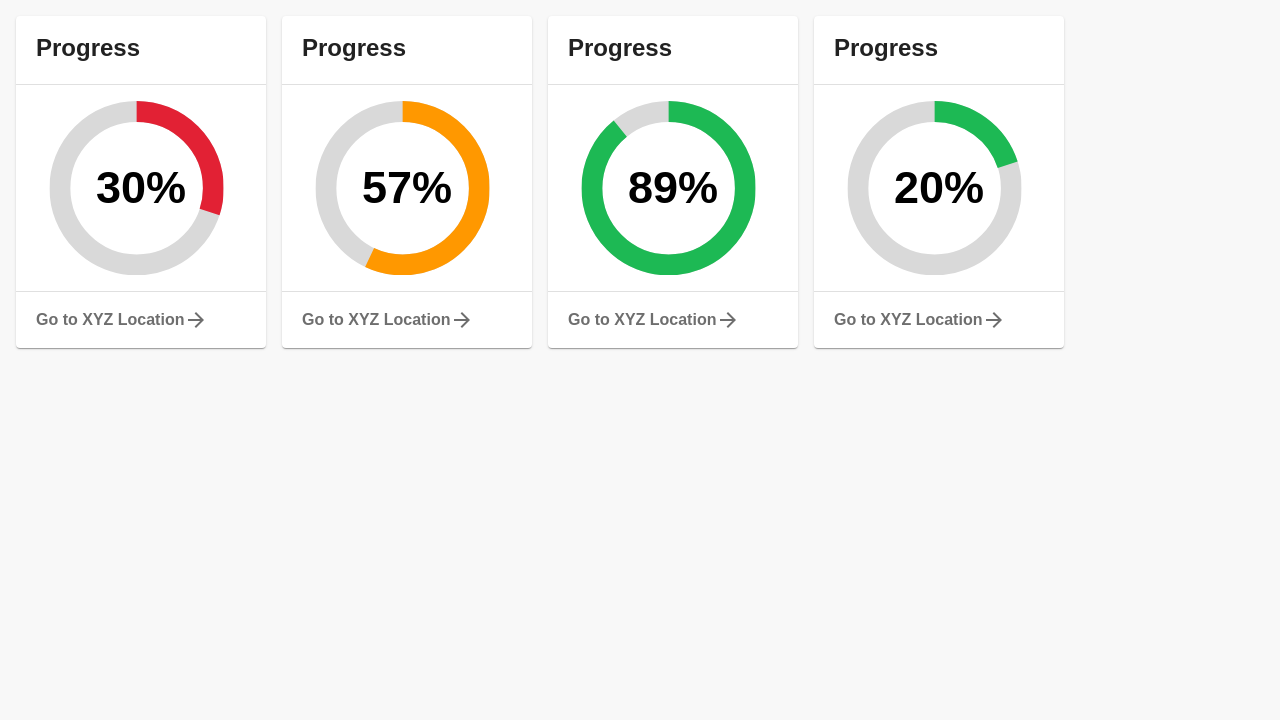 Progress
30%
Go to XYZ Location
Progress
57%
Go to XYZ Location
Progress
89%
Go to XYZ Location
Progress
20%
Go to XYZ Location